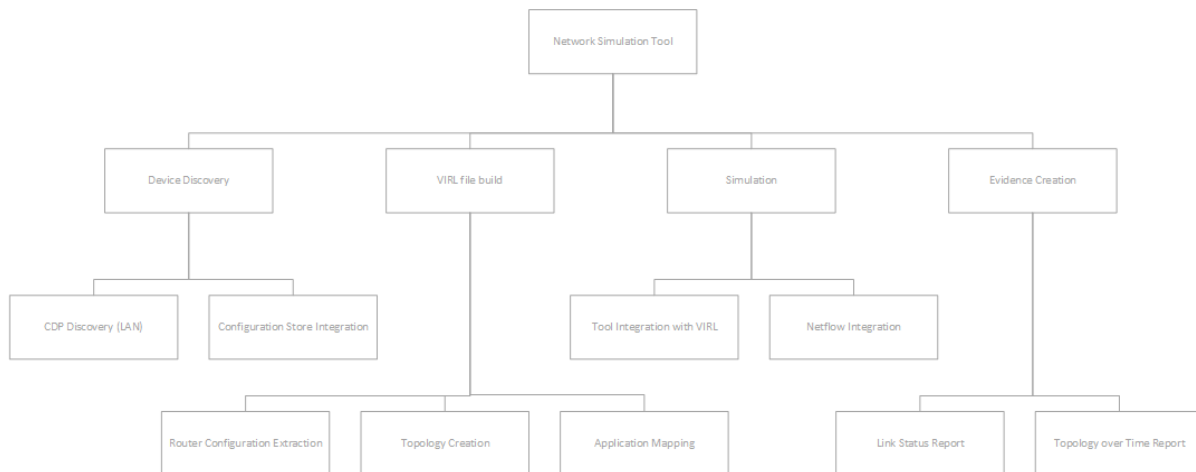 Network Simulation Tool
Device Discovery
VIRL file build
Simulation
Evidence Creation
CDP Discovery (LAN)
Configuration Store Integration
Tool Integration with VIRL
Netflow Integration
Router Configuration Extraction
Topology Creation
Application Mapping
Link Status Report
Topology over Time Report